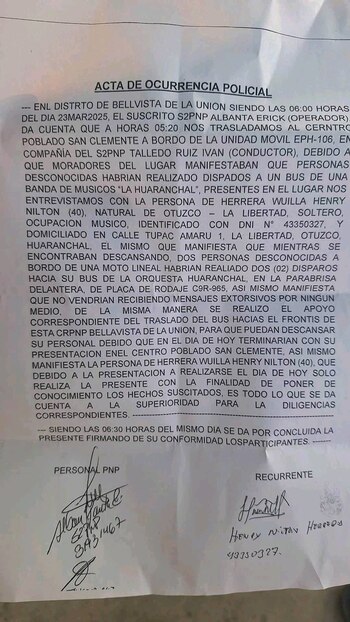 ACTA DE OCURRENCIA POLICIAL
--- ENL DISTRTO DE BELLVISTA DE LA UNION SIENDO LAS 06:00 HORAS
DEL DIA 23MAR2025, EL SUSCRITO S2PNP ALBANTA ERICK (OPERADOR)
DA CUENTA QUE A HORAS 05:20 NOS TRASLADAMOS AL CERNTRO
POBLADO SAN CLEMENTE A BORDO DE LA UNIDAD MOVIL EPH-106, EN
COMPAÑÍA DEL S2PNP TALLEDO RUIZ IVAN (CONDUCTOR), DEBIDO A
QUE MORADORES DEL LUGAR MANIFESTABAN QUE PERSONAS
DESCONOCIDAS HABRIAN REALIZADO DISPADOS A UN BUS DE UNA
BANDA DE MUSICOS "LA HUARANCHAL", PRESENTES EN EL LUGAR NOS
ENTREVISTAMOS CON LA PERSONA DE HERRERA WUILLA HENRY
NILTON (40), NATURAL DE OTUZCO – LA LIBERTAD, SOLTERO,
OCUPACION MUSICO, IDENTIFICADO CON DNI N° 43350327, Y
DOMICILIADO EN CALLE TUPAC AMARU 1, LA LIBERTAD, OTUZCO,
HUARANCHAL, EL MISMO QUE MANIFIESTA QUE MIENTRAS SE
ENCONTRABAN DESCANSANDO, DOS PERSONAS DESCONOCIDAS A
BORDO DE UNA MOTO LINEAL HABRIAN REALIZADO DOS (02) DISPAROS
HACIA SU BUS DE LA ORQUESTA HUARANCHAL, EN LA PARABRISA
DELANTERA, DE PLACA DE RODAJE C9R-965, ASI MISMO MANIFIESTA
QUE NO VENDRIAN RECIBIENDO MENSAJES EXTORSIVOS POR NINGUN
MEDIO, DE LA MISMA MANERA SE REALIZO EL APOYO
CORRESPONDIENTE DEL TRASLADO DEL BUS HACIAS EL FRONTIS DE
ESTA CRPNP BELLAVISTA DE LA UNION, PARA QUE PUEDAN DESCANSAR
SU PERSONAL DEBIDO QUE EN EL DIA DE HOY TERMINARIAN CON SU
PRESENTACION ENEL CENTRO POBLADO SAN CLEMENTE, ASI MISMO
MANIFIESTA LA PERSONA DE HERRERA WUILLA HENRY NILTON (40), QUE
DEBIDO A LA PRESENTACION A REALIZARSE EL DIA DE HOY SOLO
REALIZA LA PRESENTE CON LA FINALIDAD DE PONER DE
CONOCIMIENTO LOS HECHOS SUSCITADOS, ES TODO LO QUE SE DA
CUENTA A LA SUPERIORIDAD PARA LA DILIGENCIAS
CORRESPONDIENTES. -------
--- SIENDO LAS 06:30 HORAS DEL MISMO DIA SE DA POR CONCLUIDA LA
PRESENTE FIRMANDO DE SU CONFORMIDAD LOSPARTICIPANTES. -------
PERSONAL PNP
RECURRENTE
HENRY HERRERA
43350327.